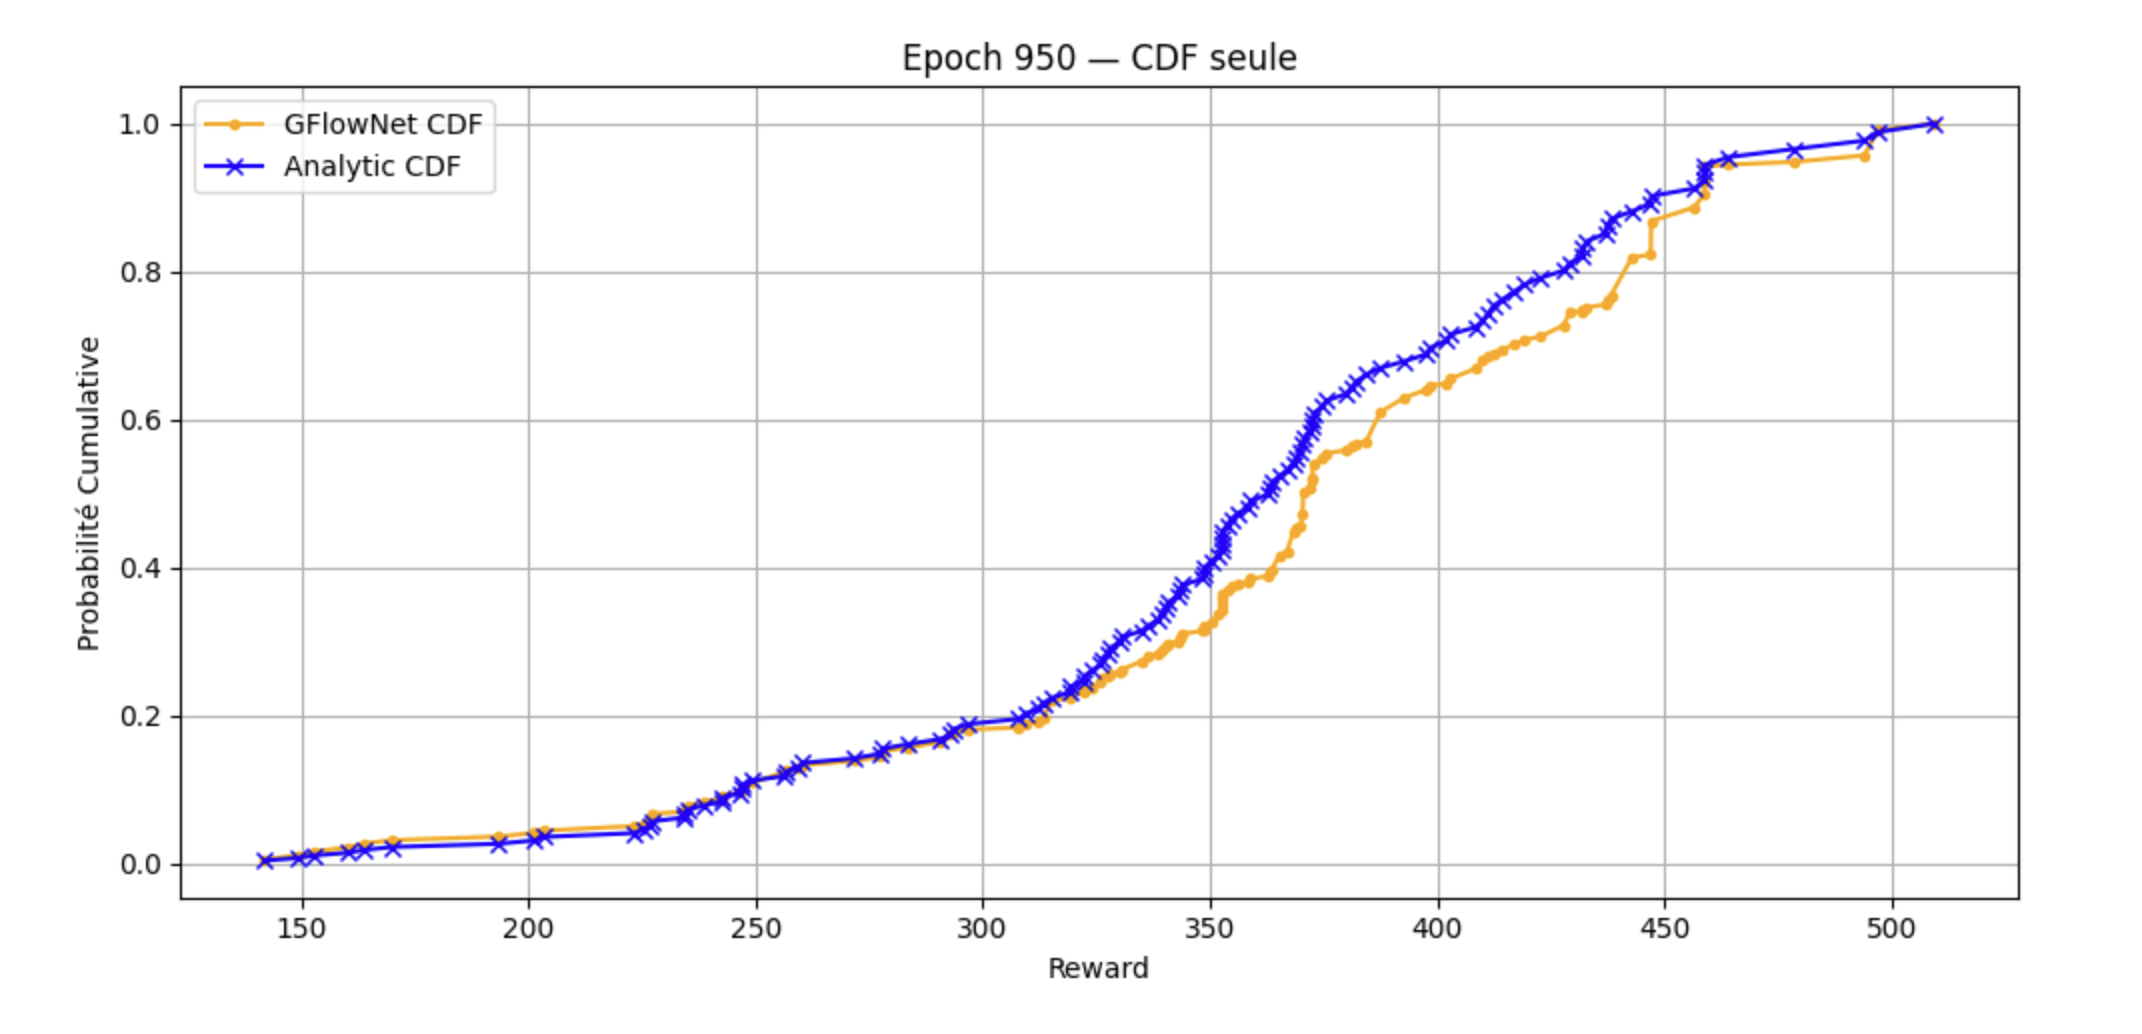 Epoch 950 — CDF seule
GFlowNet CDF
Analytic CDF
Probabilité Cumulative
1.0
0.8
0.6
0.4
0.2
0.0
150 200 250 300 350 400 450 500
Reward